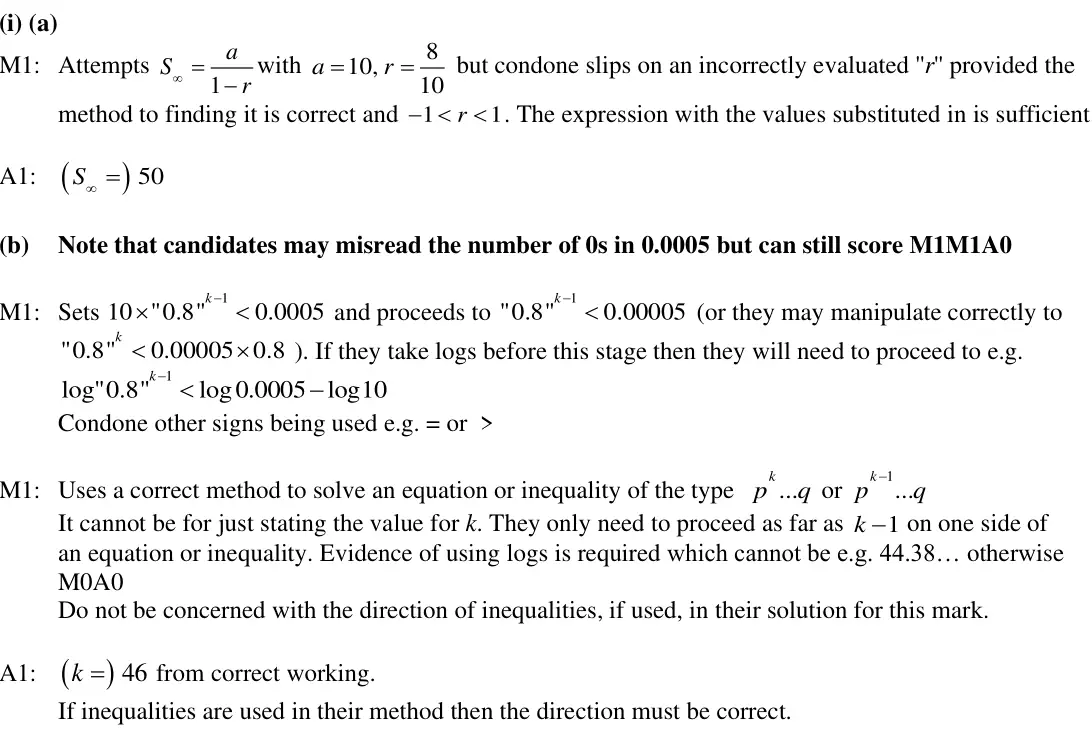 (i) (a)
M1: Attempts S∞ = a/(1 − r) with a = 10, r = 8/10 but condone slips on an incorrectly evaluated "r" provided the
method to finding it is correct and −1 < r < 1. The expression with the values substituted in is sufficient
A1: (S∞ =) 50
(b) Note that candidates may misread the number of 0s in 0.0005 but can still score M1M1A0
M1: Sets 10 × "0.8"^(k−1) < 0.0005 and proceeds to "0.8"^(k−1) < 0.00005 (or they may manipulate correctly to
"0.8"^k < 0.00005 × 0.8 ). If they take logs before this stage then they will need to proceed to e.g.
log"0.8"^(k−1) < log 0.0005 − log 10
Condone other signs being used e.g. = or >
M1: Uses a correct method to solve an equation or inequality of the type p^k ...q or p^(k−1) ...q
It cannot be for just stating the value for k. They only need to proceed as far as k − 1 on one side of
an equation or inequality. Evidence of using logs is required which cannot be e.g. 44.38… otherwise
M0A0
Do not be concerned with the direction of inequalities, if used, in their solution for this mark.
A1: (k =) 46 from correct working.
If inequalities are used in their method then the direction must be correct.